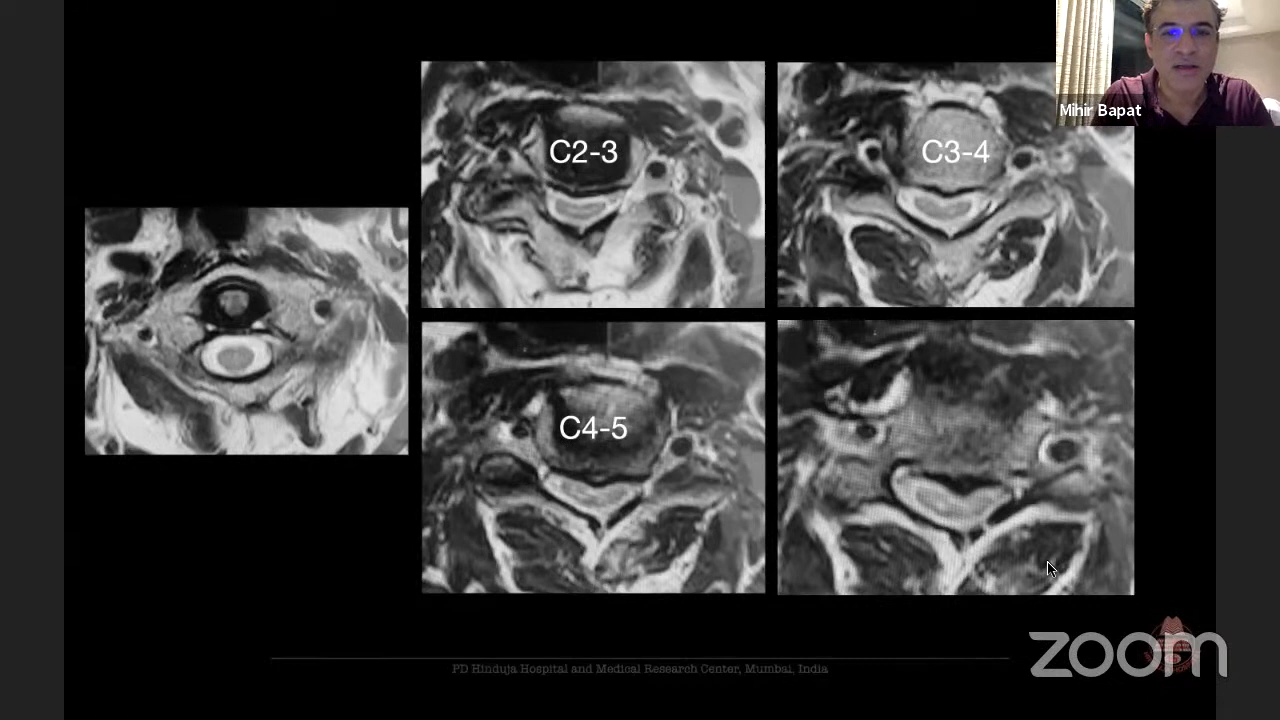 Mihir Bapat
C2-3
C3-4
C4-5
PD Hinduja Hospital and Medical Research Center, Mumbai, India
zoom